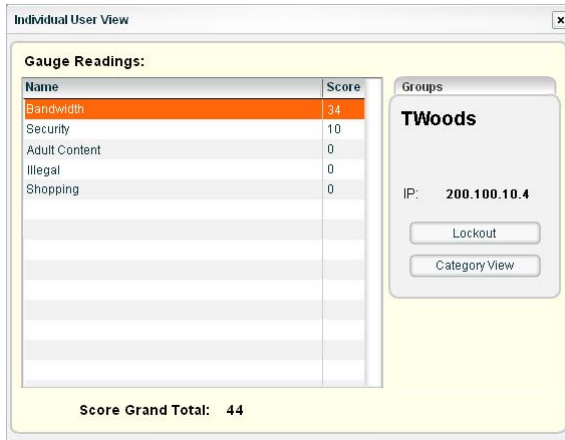 Individual User View
x
Gauge Readings:
Name Score
Bandwidth 34
Security 10
Adult Content 0
Illegal 0
Shopping 0
Score Grand Total: 44
Groups
TWoods
IP: 200.100.10.4
Lockout
Category View